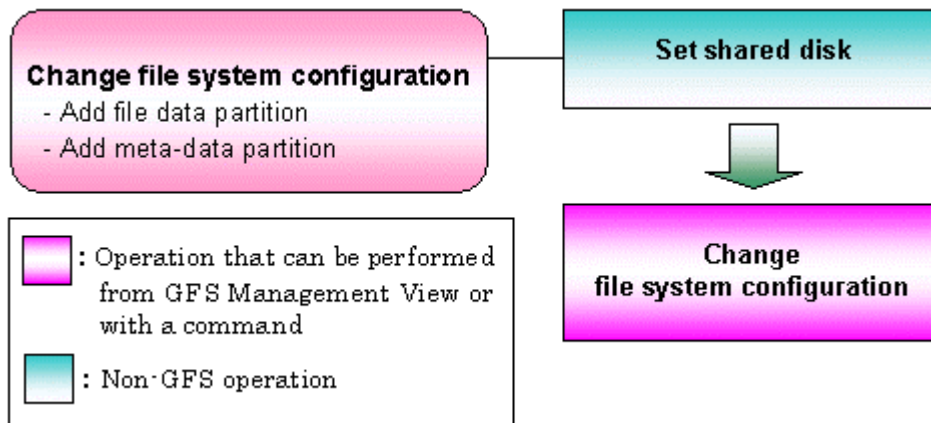 Change file system configuration
- Add file data partition
- Add meta-data partition
Set shared disk
Change
file system configuration
: Operation that can be performed
from GFS Management View or
with a command
: Non-GFS operation